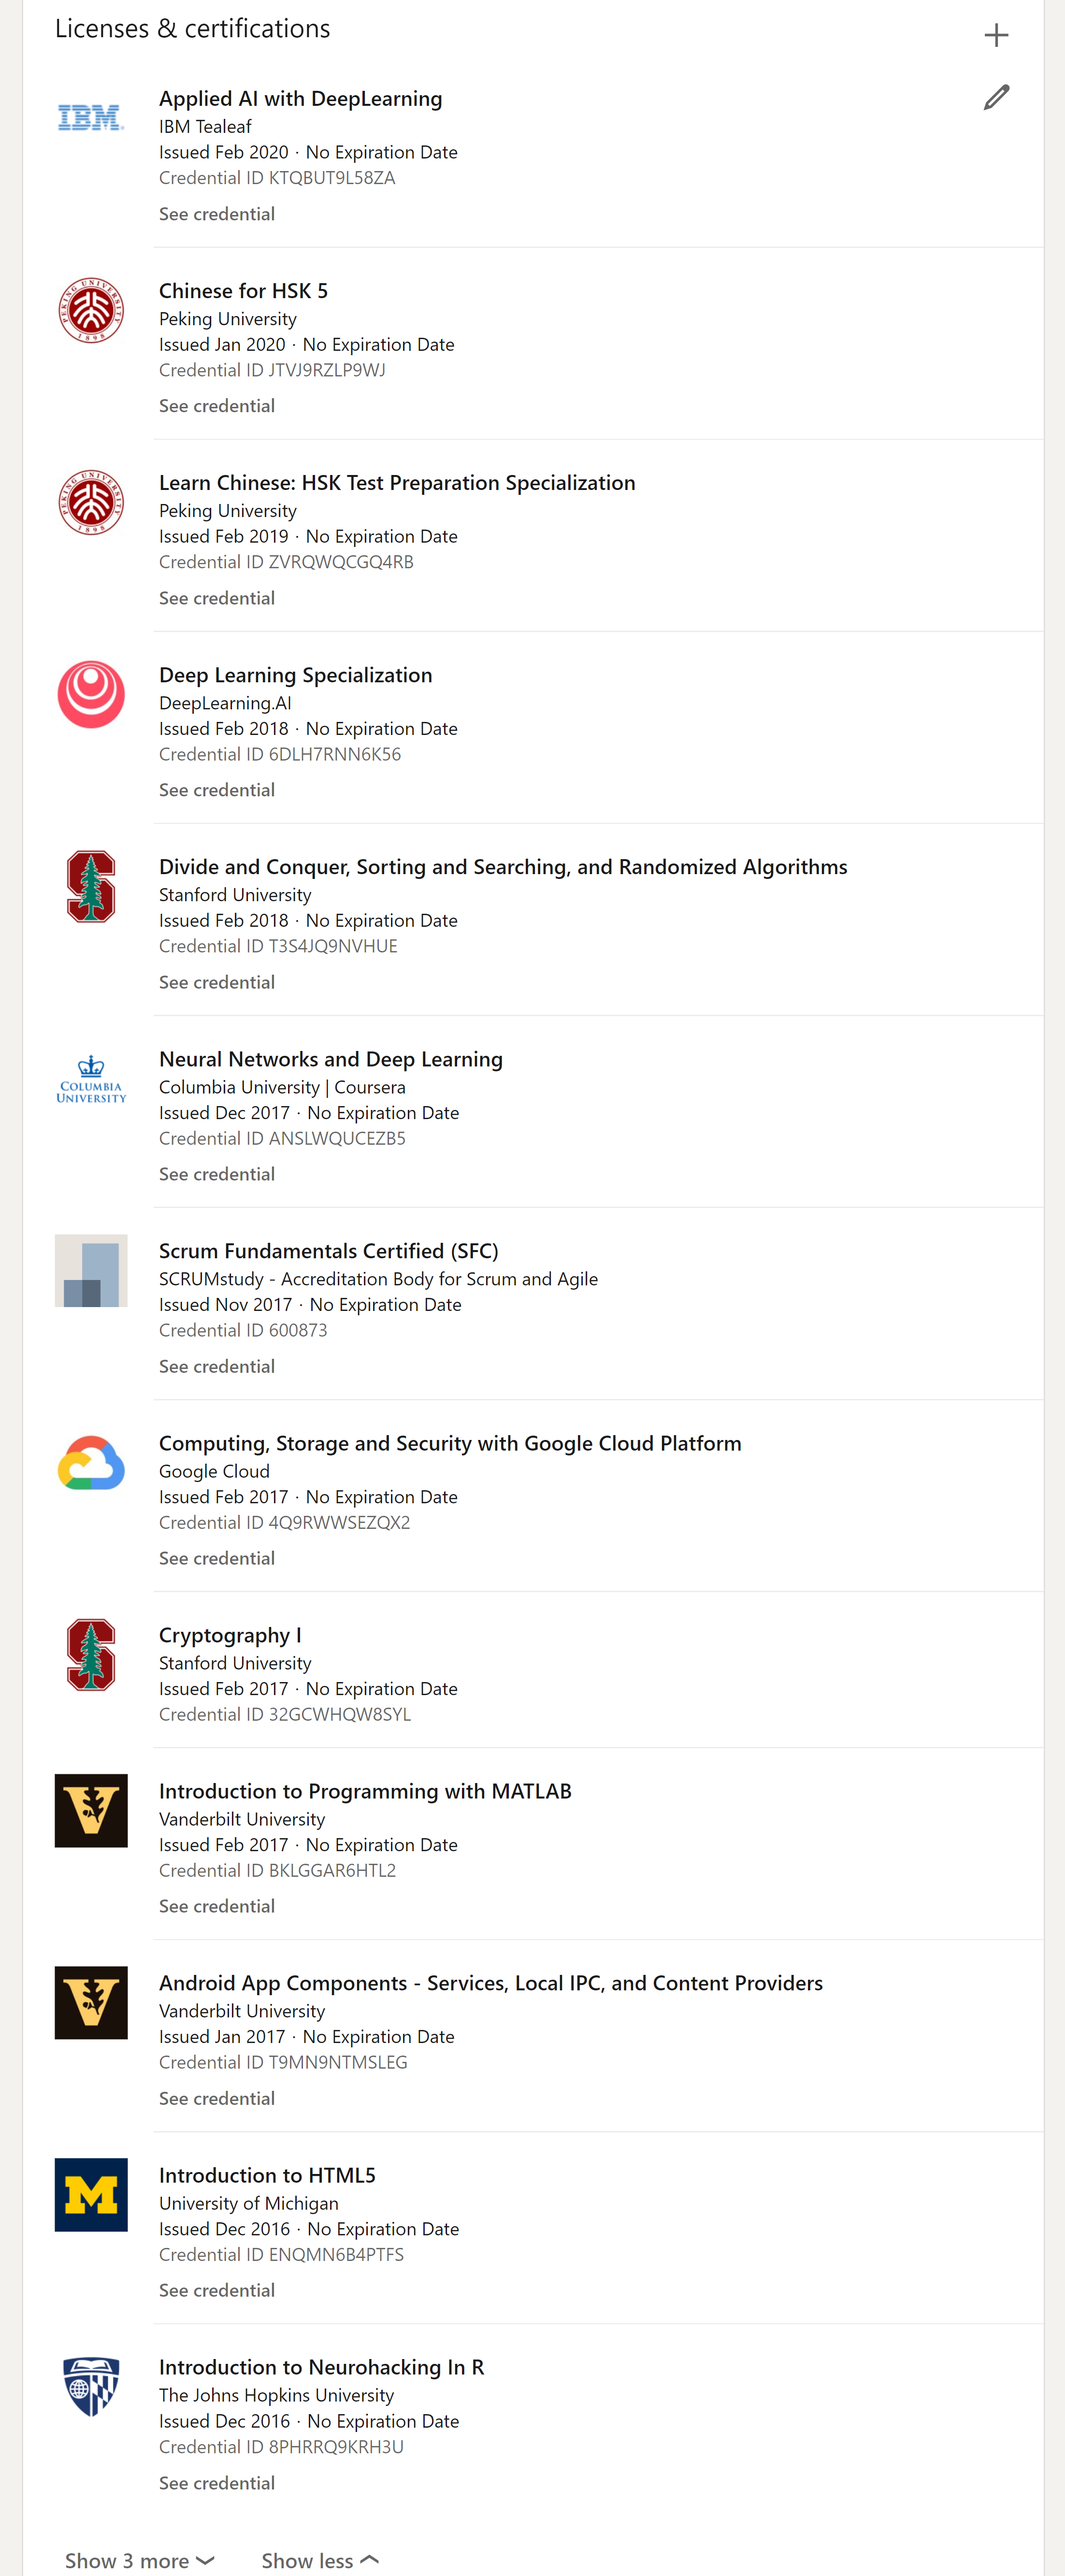 Licenses & certifications
IBM
Applied AI with DeepLearning
IBM Tealeaf
Issued Feb 2020 · No Expiration Date
Credential ID KTQBUT9L58ZA
See credential
PEKING UNIVERSITY
1898
Chinese for HSK 5
Peking University
Issued Jan 2020 · No Expiration Date
Credential ID JTVJ9RZLP9WJ
See credential
PEKING UNIVERSITY
1898
Learn Chinese: HSK Test Preparation Specialization
Peking University
Issued Feb 2019 · No Expiration Date
Credential ID ZVRQWQCGQ4RB
See credential
Deep Learning Specialization
DeepLearning.AI
Issued Feb 2018 · No Expiration Date
Credential ID 6DLH7RNN6K56
See credential
S
Divide and Conquer, Sorting and Searching, and Randomized Algorithms
Stanford University
Issued Feb 2018 · No Expiration Date
Credential ID T3S4JQ9NVHUE
See credential
COLUMBIA
UNIVERSITY
Neural Networks and Deep Learning
Columbia University | Coursera
Issued Dec 2017 · No Expiration Date
Credential ID ANSLWQUCEZB5
See credential
Scrum Fundamentals Certified (SFC)
SCRUMstudy - Accreditation Body for Scrum and Agile
Issued Nov 2017 · No Expiration Date
Credential ID 600873
See credential
Computing, Storage and Security with Google Cloud Platform
Google Cloud
Issued Feb 2017 · No Expiration Date
Credential ID 4Q9RWWSEZQX2
See credential
S
Cryptography I
Stanford University
Issued Feb 2017 · No Expiration Date
Credential ID 32GCWHQW8SYL
V
Introduction to Programming with MATLAB
Vanderbilt University
Issued Feb 2017 · No Expiration Date
Credential ID BKLGGAR6HTL2
See credential
V
Android App Components - Services, Local IPC, and Content Providers
Vanderbilt University
Issued Jan 2017 · No Expiration Date
Credential ID T9MN9NTMSLEG
See credential
M
Introduction to HTML5
University of Michigan
Issued Dec 2016 · No Expiration Date
Credential ID ENQMN6B4PTFS
See credential
Introduction to Neurohacking In R
The Johns Hopkins University
Issued Dec 2016 · No Expiration Date
Credential ID 8PHRRQ9KRH3U
See credential
Show 3 more
Show less